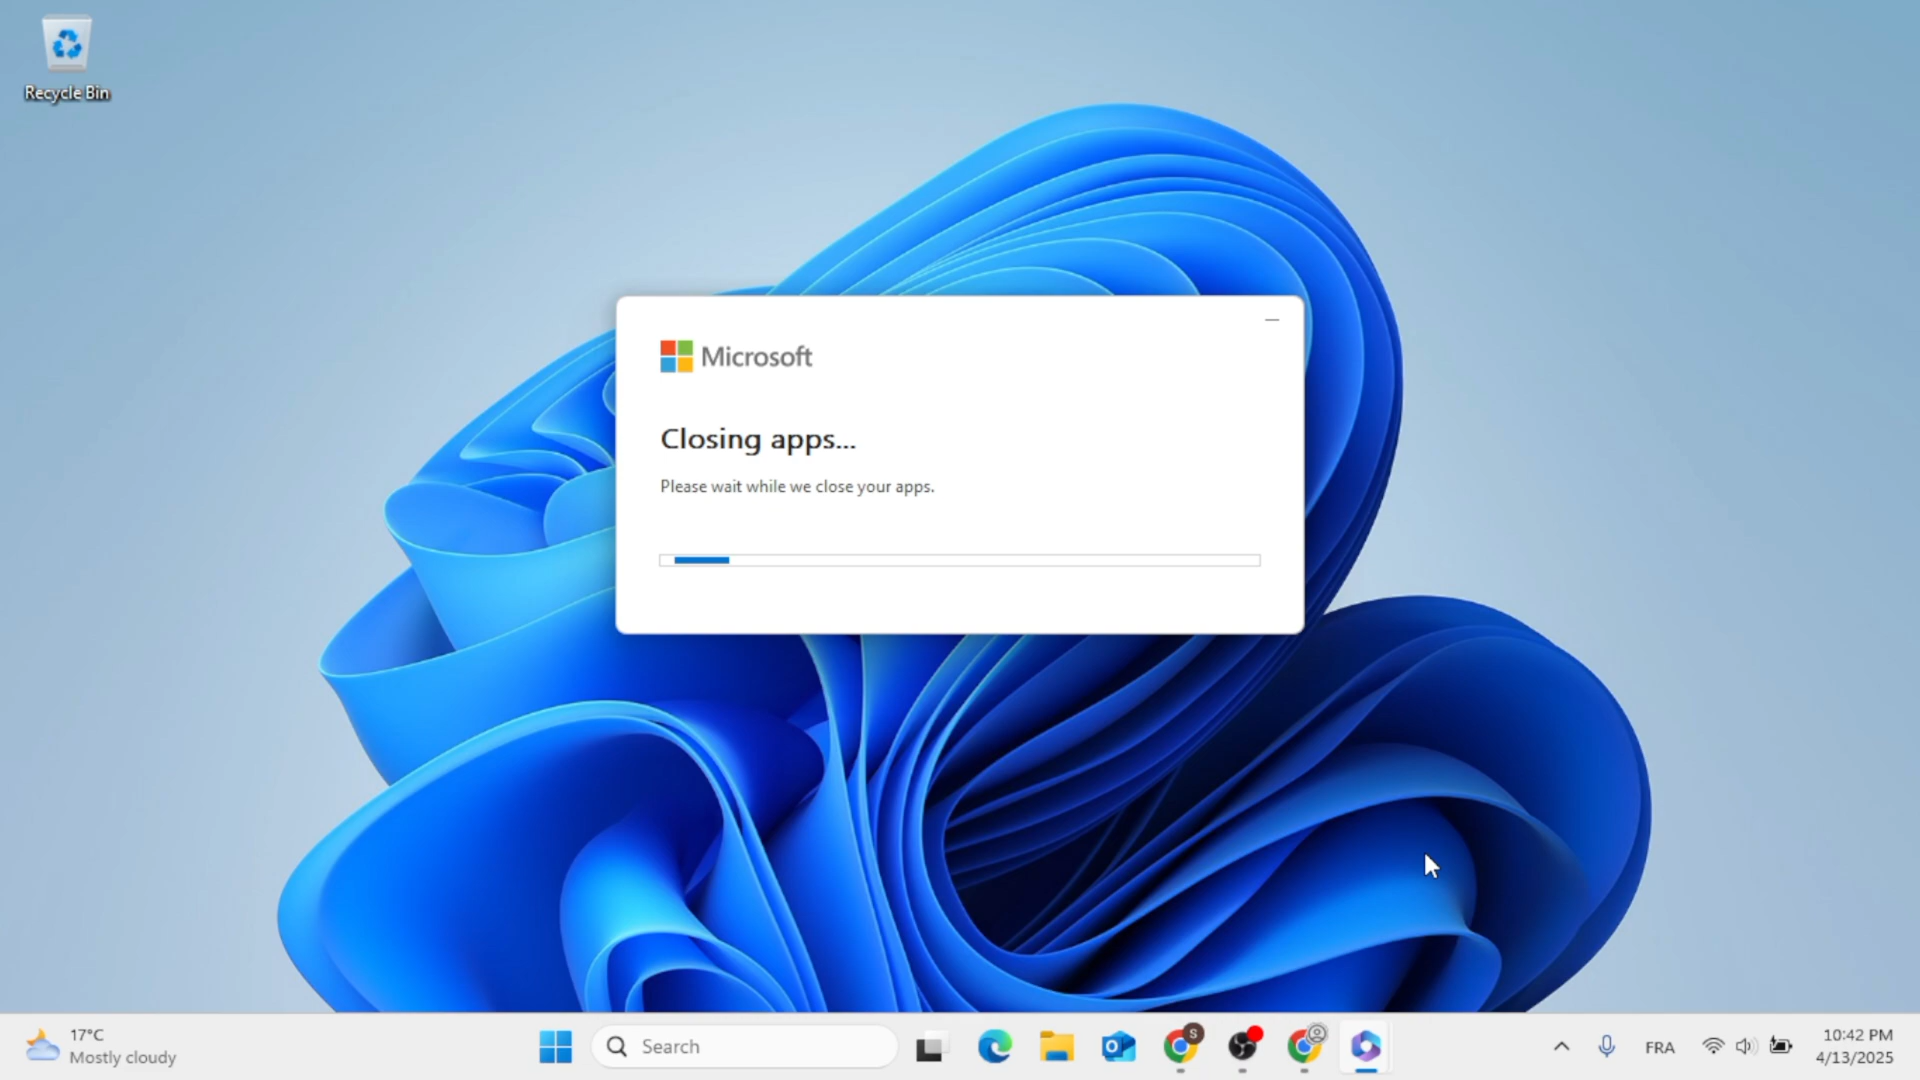 Recycle Bin
Microsoft
Closing apps...
Please wait while we close your apps.
17°C
Mostly cloudy
Search
S
FRA
10:42 PM
4/13/2025